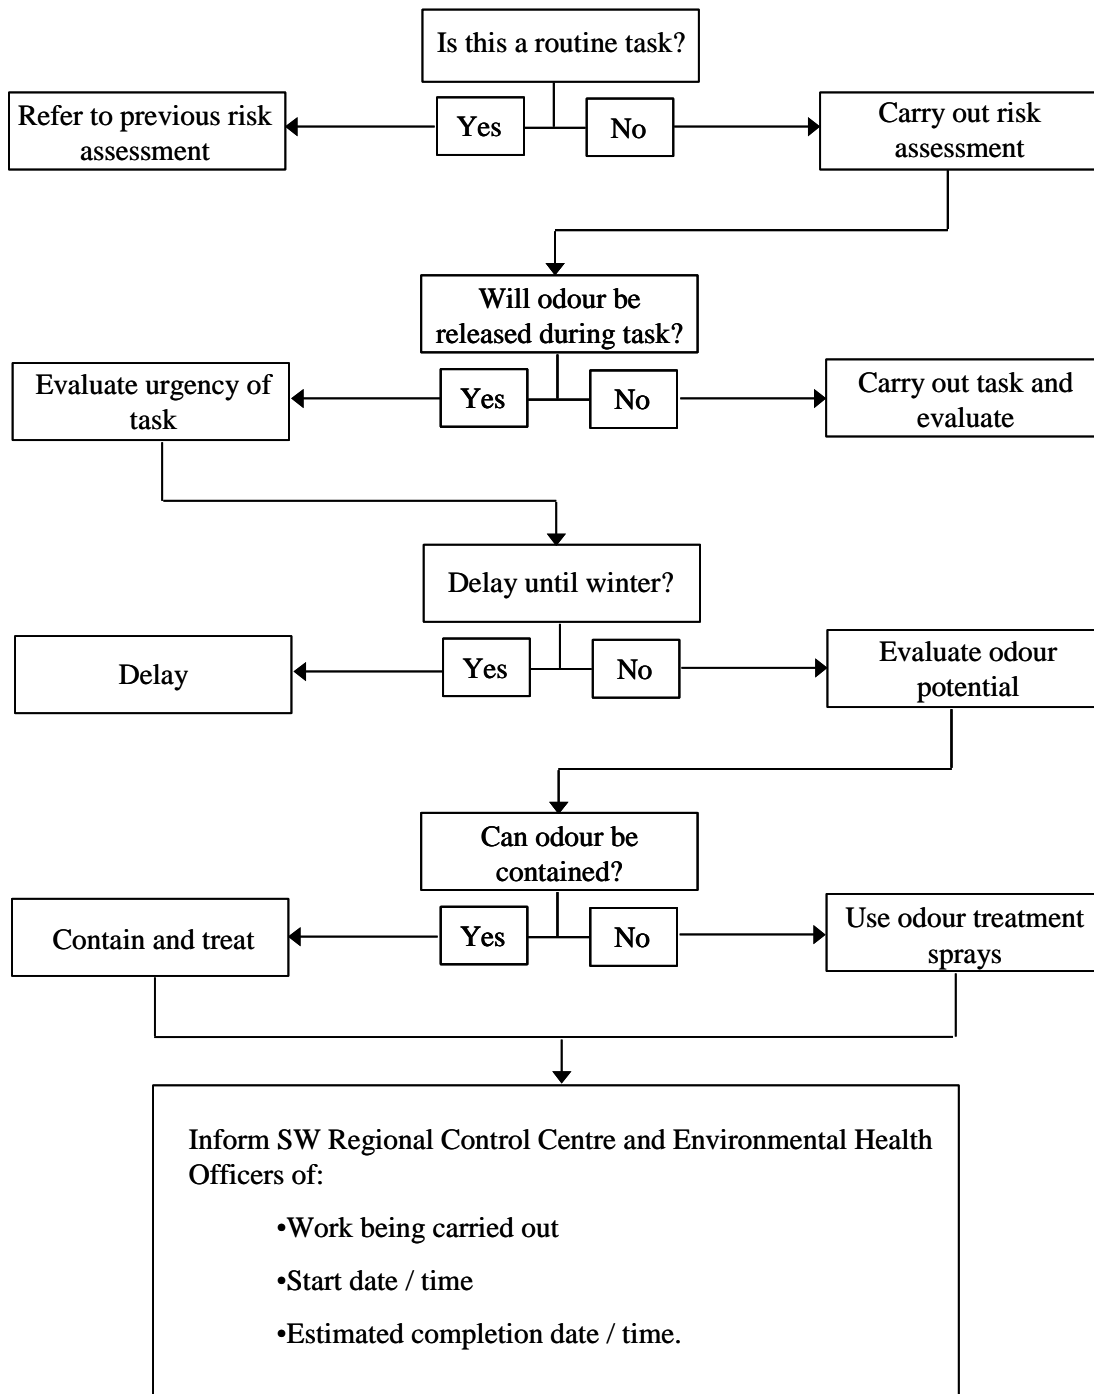 Is this a routine task?
Refer to previous risk
assessment
Yes
No
Carry out risk
assessment
Will odour be
released during task?
Evaluate urgency of
task
Yes
No
Carry out task and
evaluate
Delay until winter?
Delay
Yes
No
Evaluate odour
potential
Can odour be
contained?
Contain and treat
Yes
No
Use odour treatment
sprays
Inform SW Regional Control Centre and Environmental Health
Officers of:
•Work being carried out
•Start date / time
•Estimated completion date / time.